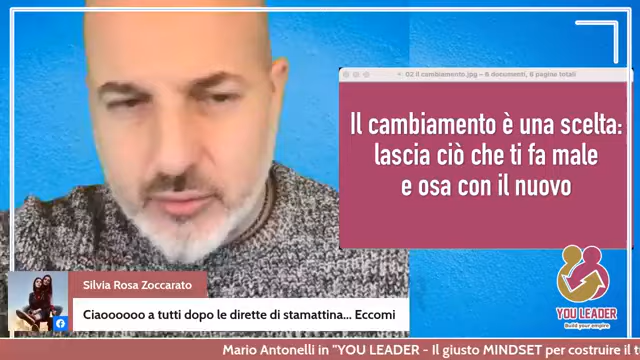 02 il cambiamento.jpg – 6 documenti, 6 pagine totali
Il cambiamento è una scelta:
lascia ciò che ti fa male
e osa con il nuovo
YOU LEADER
Build your empire
Silvia Rosa Zoccarato
Ciaoooooo a tutti dopo le dirette di stamattina... Eccomi
Mario Antonelli in "YOU LEADER - Il giusto MINDSET per costruire il t